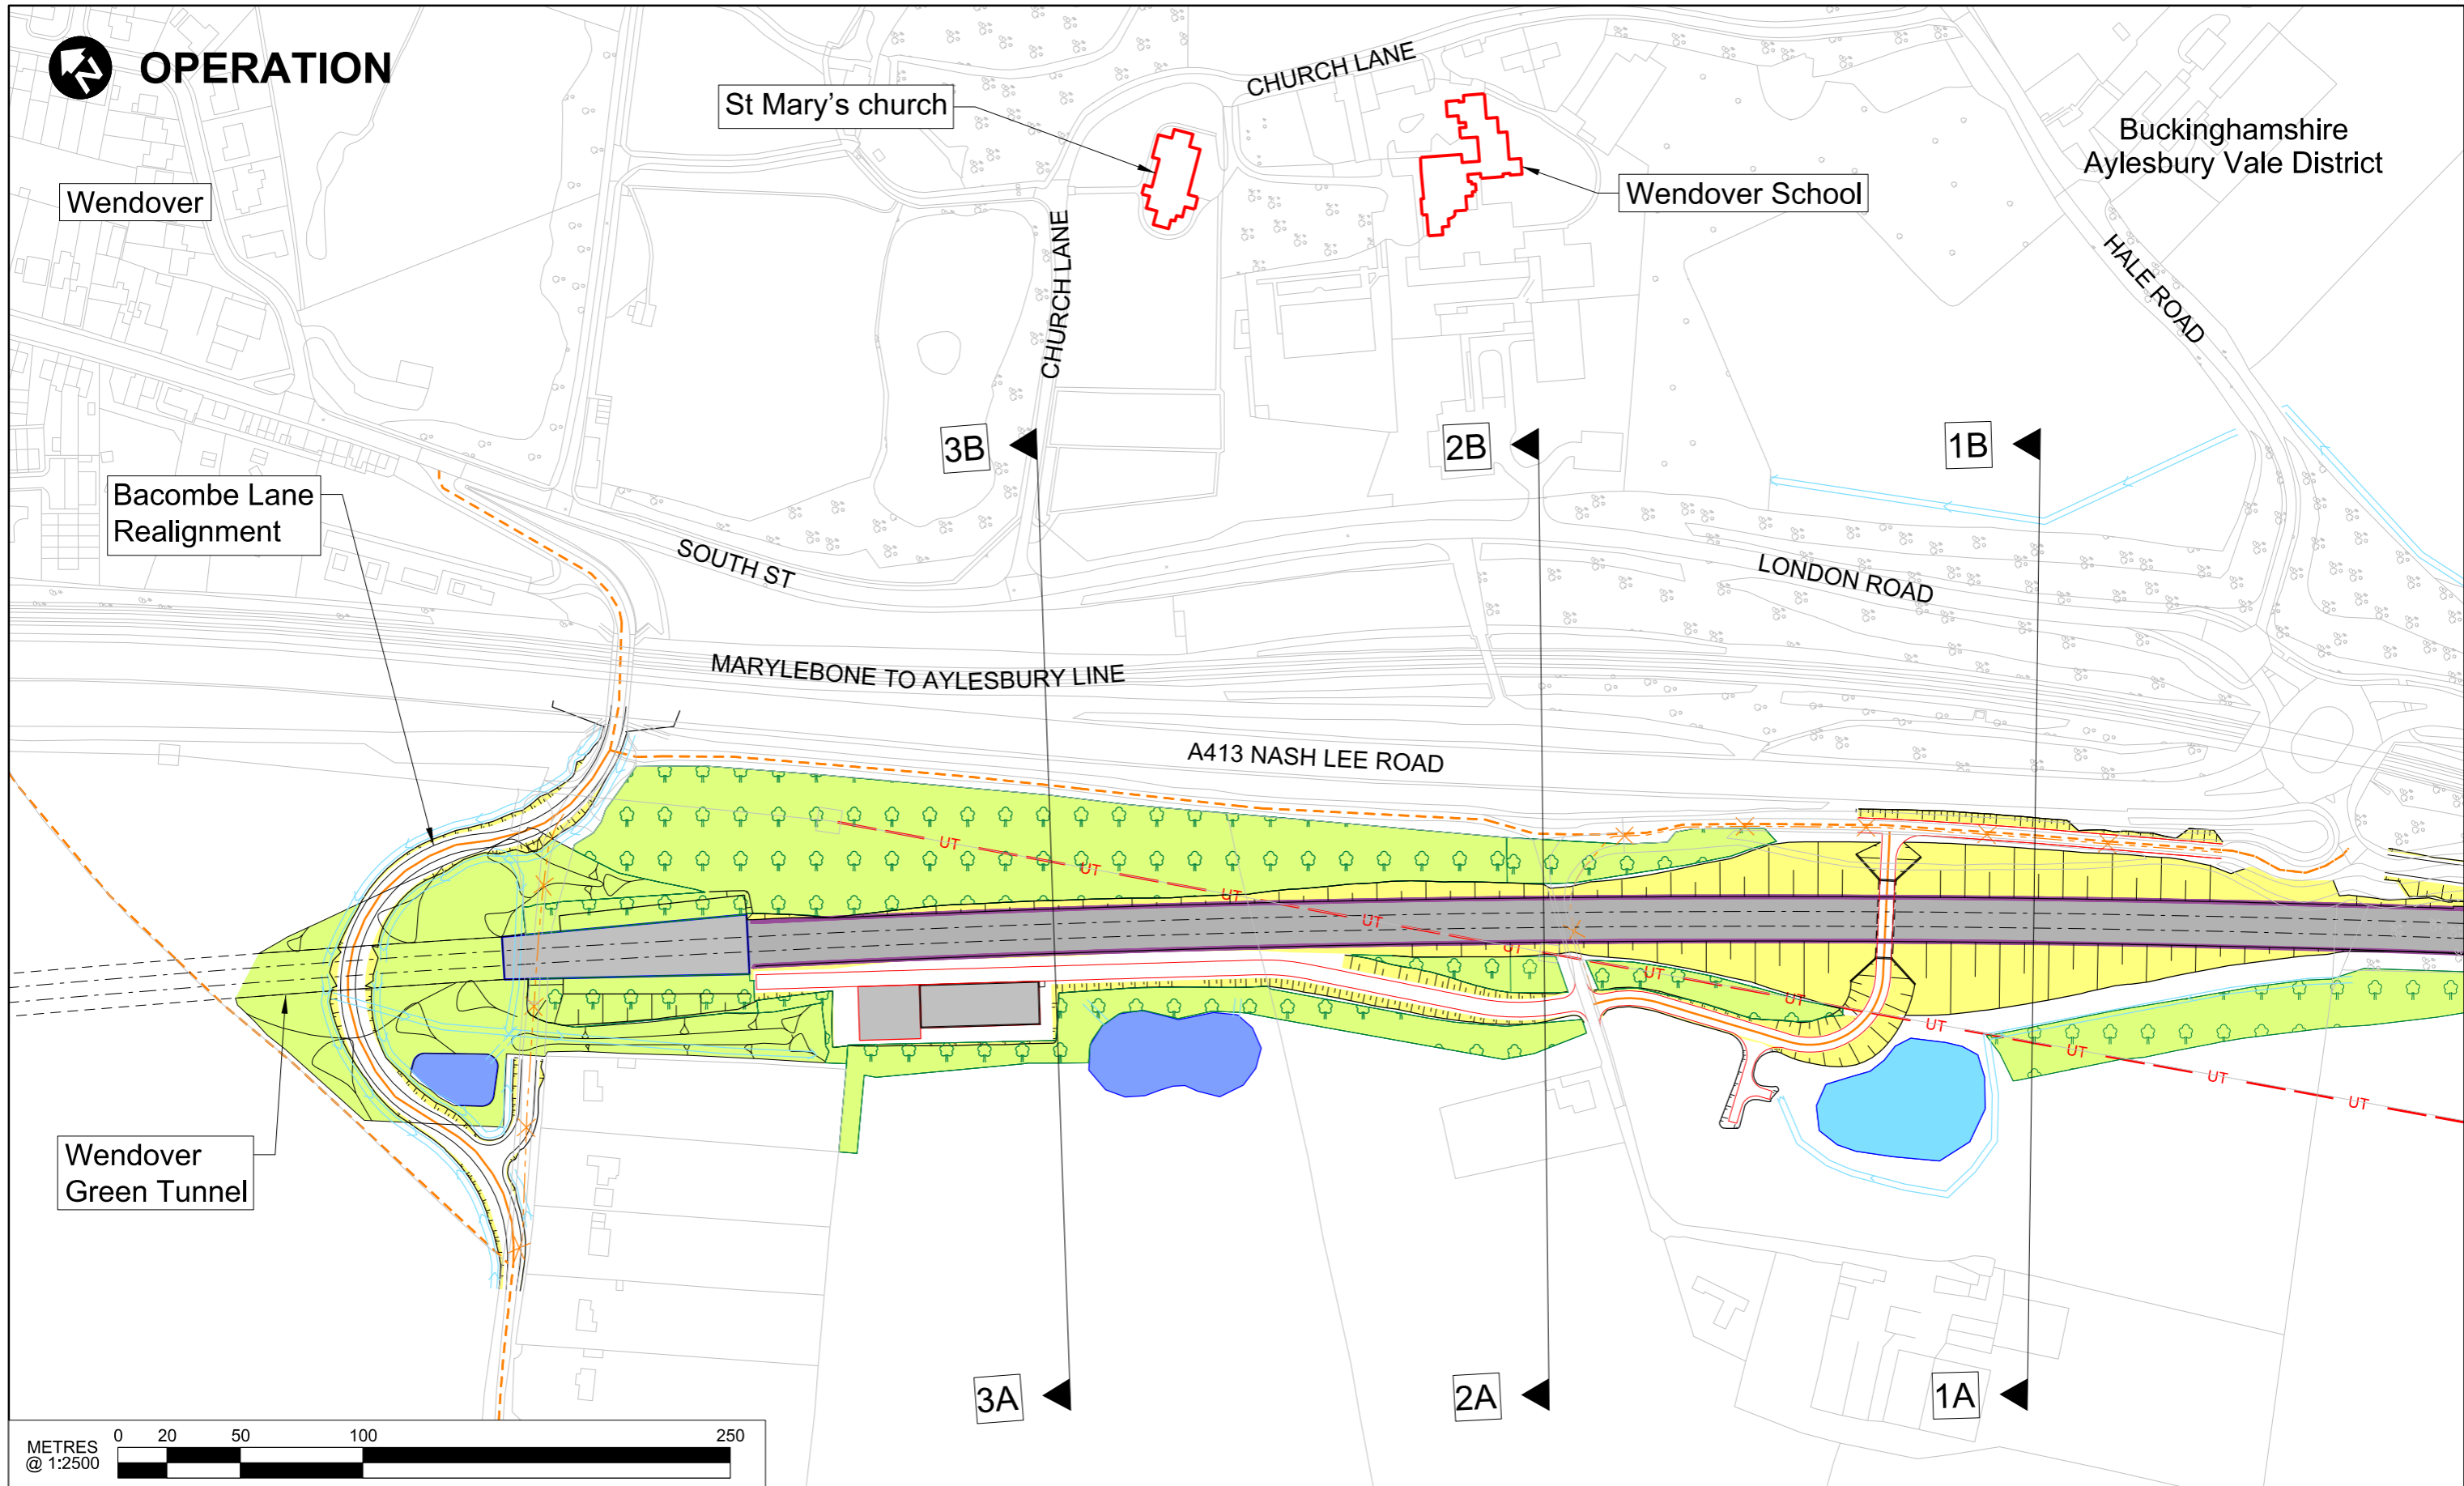 N
OPERATION
CHURCH LANE
St Mary’s church
Buckinghamshire
Aylesbury Vale District
Wendover
Wendover School
CHURCH LANE
HALE ROAD
3B
2B
1B
Bacombe Lane
Realignment
SOUTH ST
LONDON ROAD
MARYLEBONE TO AYLESBURY LINE
A413 NASH LEE ROAD
UT
UT
UT
UT
UT
UT
UT
UT
UT
UT
UT
Wendover
Green Tunnel
3A
2A
1A
METRES
@ 1:2500
0 20 50 100 250